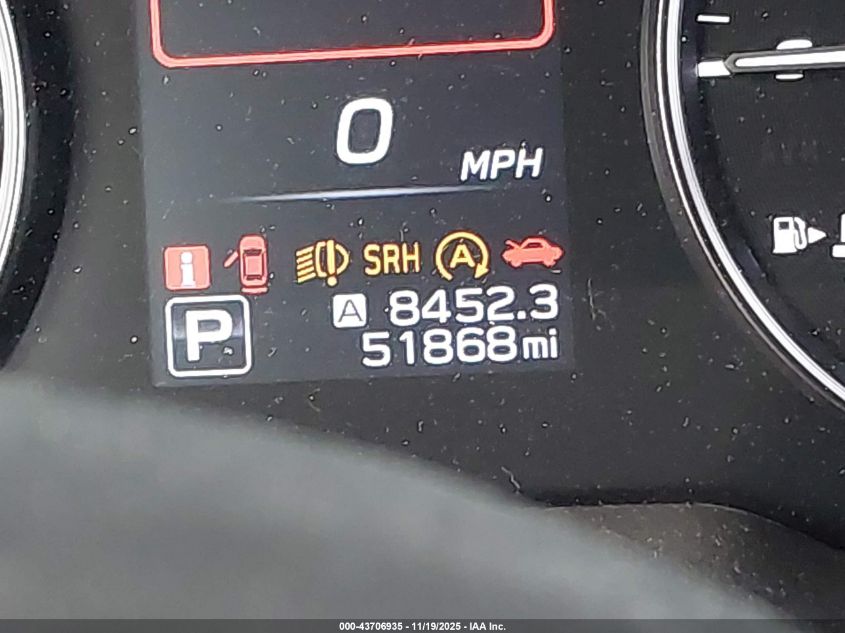 0
MPH
i SRH A
A 8452.3
P 51868mi
000-43706935 - 11/19/2025 - IAA Inc.